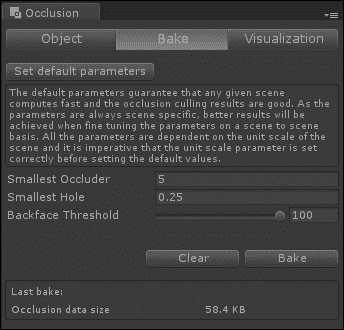 Occlusion
Object Bake Visualization
Set default parameters
The default parameters guarantee that any given scene
computes fast and the occlusion culling results are good. As the
parameters are always scene specific, better results will be
achieved when fine tuning the parameters on a scene to scene
basis. All the parameters are dependent on the unit scale of
the scene and it is imperative that the unit scale parameter is
set correctly before setting the default values.
Smallest Occluder 5
Smallest Hole 0.25
Backface Threshold 100
Clear Bake
Last bake:
Occlusion data size 58.4 KB